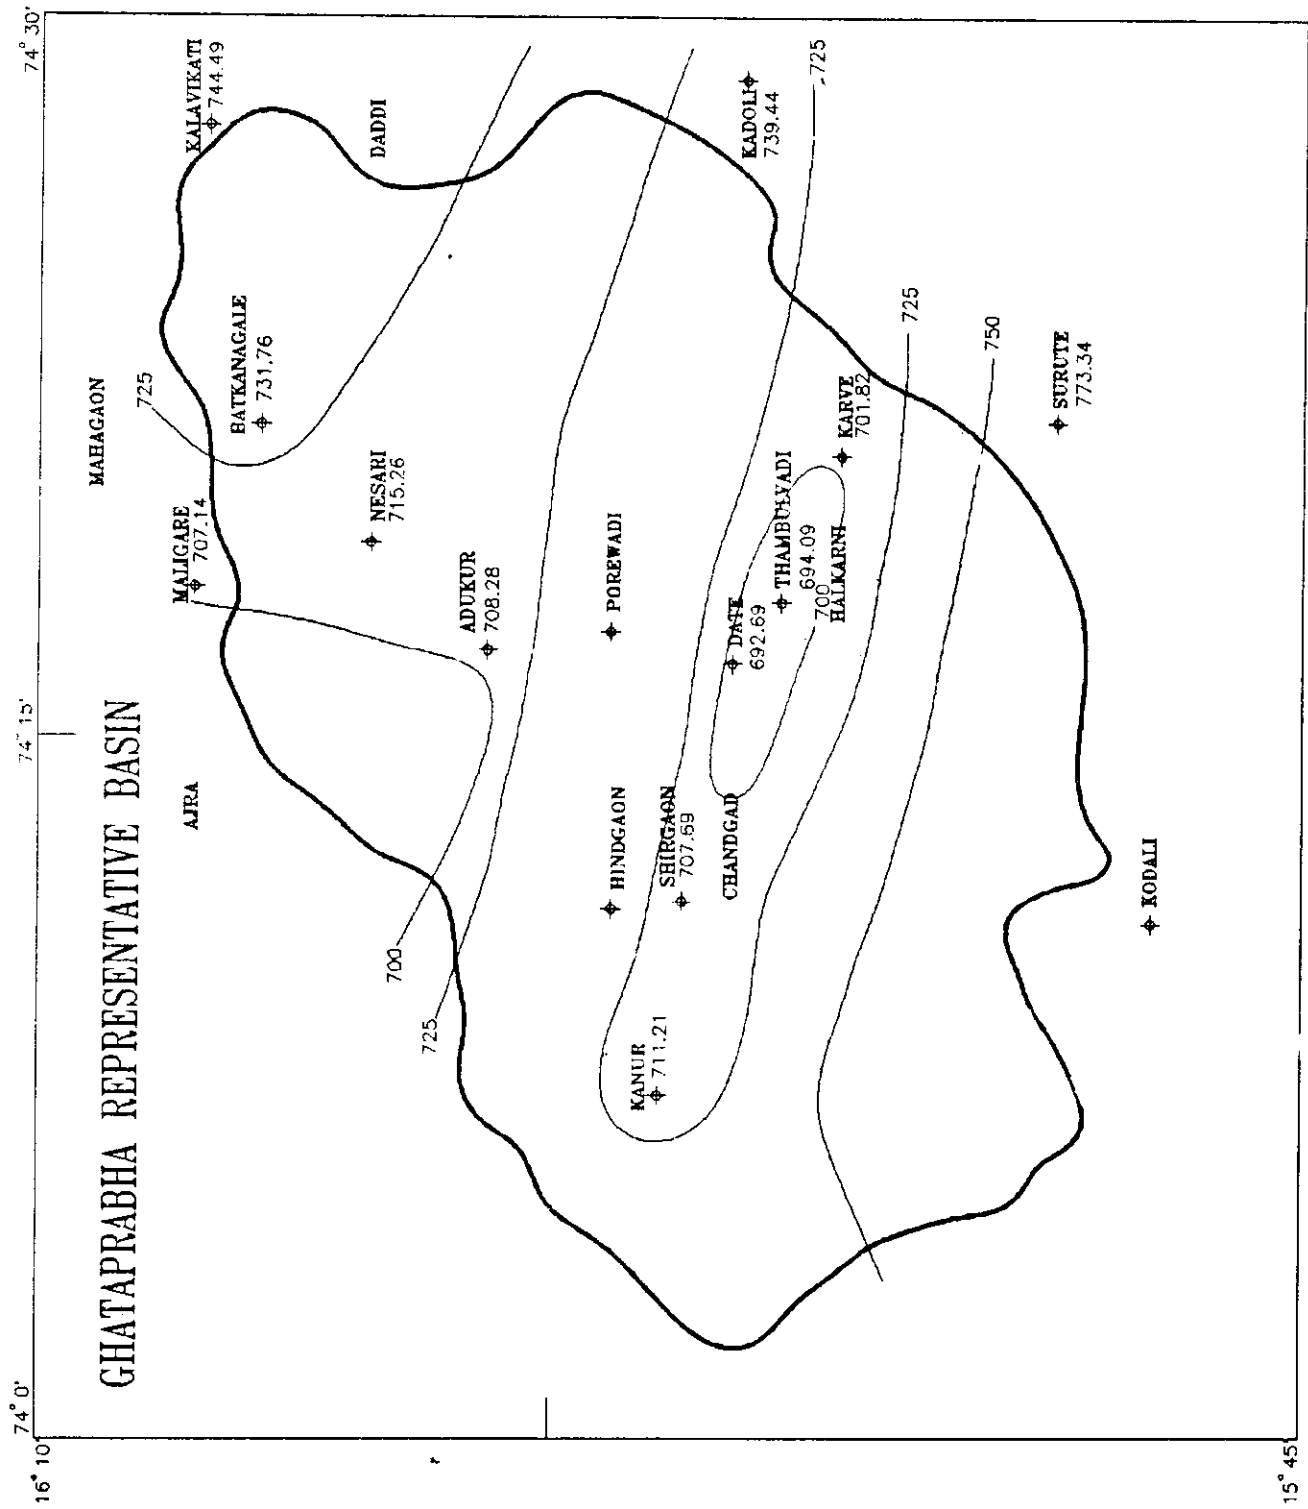 GHATAPRABHA REPRESENTATIVE BASIN
74° 0'
74° 15'
74° 30'
16° 10'
15° 45'
MAHAGAON
AJRA
MALIGARE
707.14
725
BATKANAGALE
731.76
KALAVIKATI
744.49
DADDI
NESARI
715.26
ADUKUR
708.28
700
725
POREWADI
HINDGAON
SHIRGAON
707.69
KANUR
711.21
CHANDGAD
DATE
692.69
THAMBULVADI
694.09
700
HALKARNI
KARVE
701.82
KADOLI
739.44
725
725
750
SURUTE
773.34
KODALI